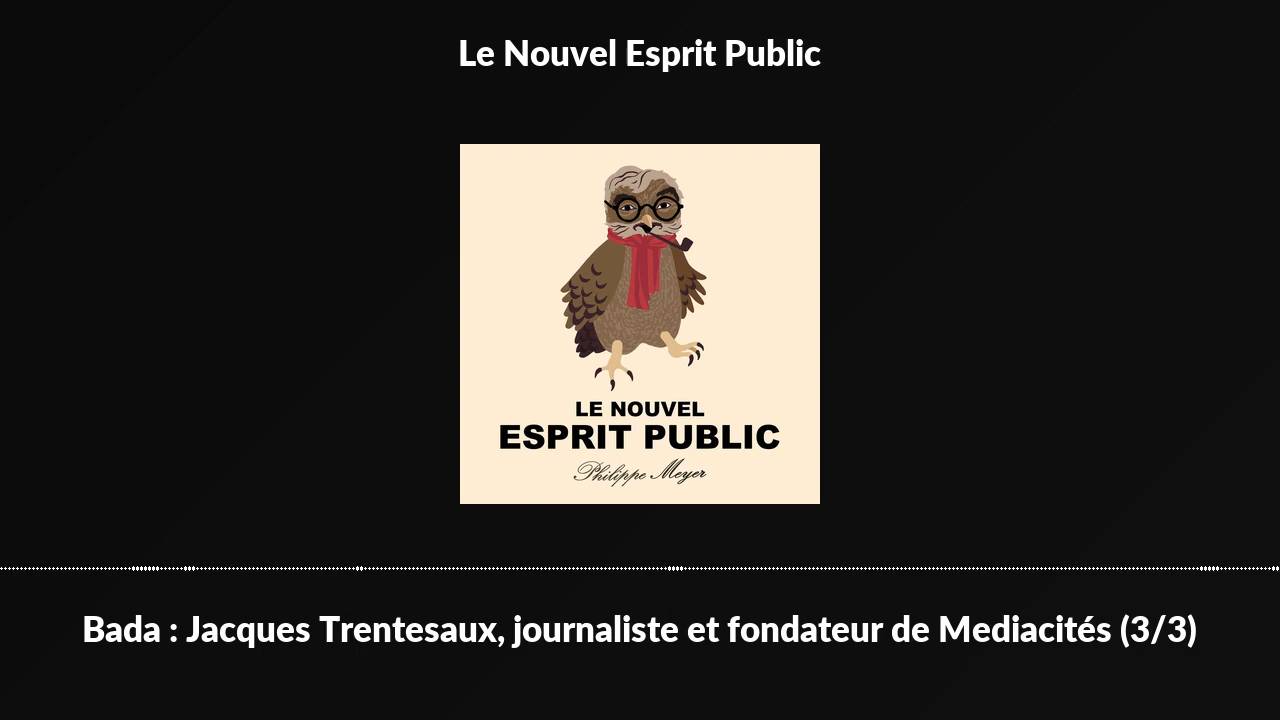 Le Nouvel Esprit Public
LE NOUVEL
ESPRIT PUBLIC
Philippe Meyer
Bada : Jacques Trentesaux, journaliste et fondateur de Mediacités (3/3)